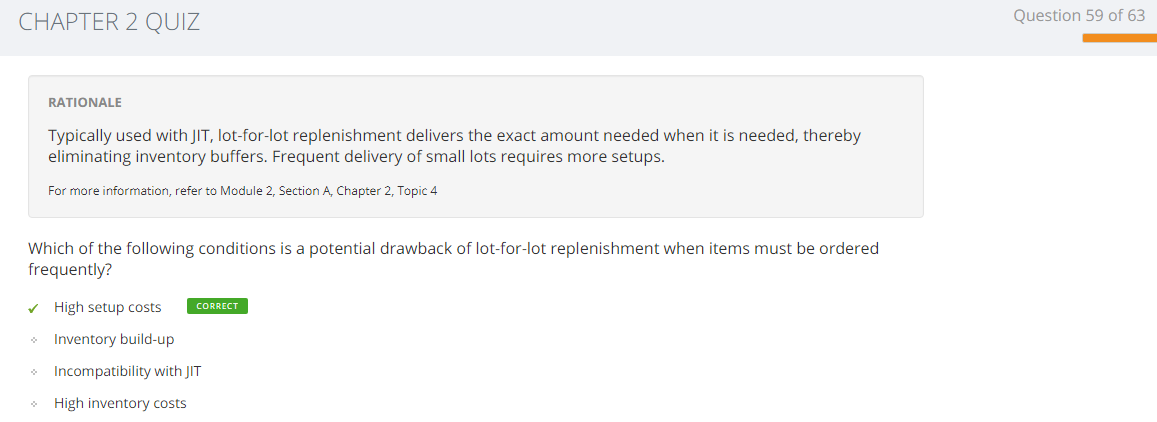 CHAPTER 2 QUIZ
Question 59 of 63
RATIONALE
Typically used with JIT, lot-for-lot replenishment delivers the exact amount needed when it is needed, thereby
eliminating inventory buffers. Frequent delivery of small lots requires more setups.
For more information, refer to Module 2, Section A, Chapter 2, Topic 4
Which of the following conditions is a potential drawback of lot-for-lot replenishment when items must be ordered
frequently?
High setup costs CORRECT
Inventory build-up
Incompatibility with JIT
High inventory costs